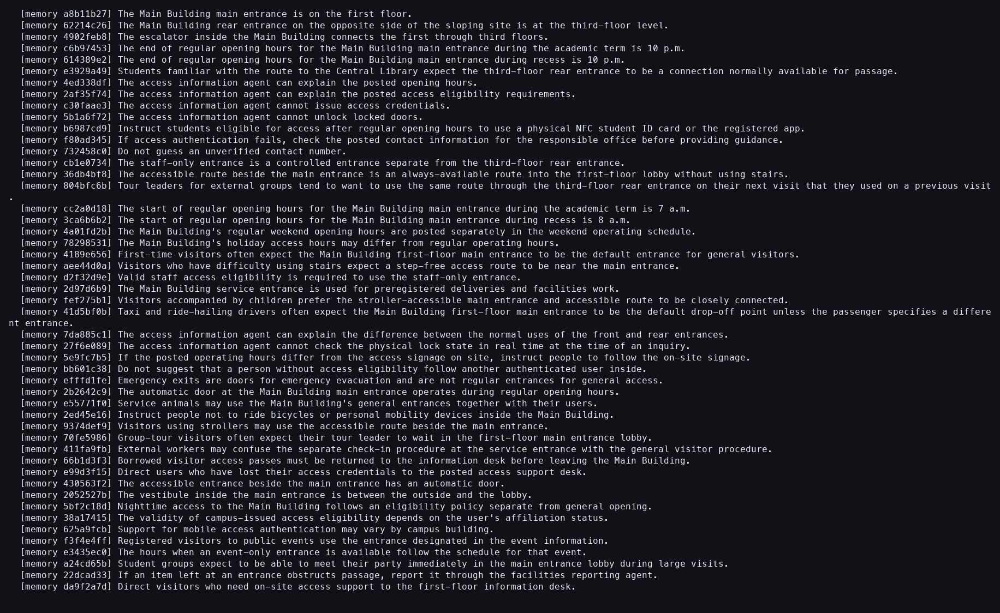 [memory a8b11b27] The Main Building main entrance is on the first floor.
[memory 62214c26] The Main Building rear entrance on the opposite side of the sloping site is at the third-floor level.
[memory 4902feb8] The escalator inside the Main Building connects the first through third floors.
[memory c6b97453] The end of regular opening hours for the Main Building main entrance during the academic term is 10 p.m.
[memory 614389e2] The end of regular opening hours for the Main Building main entrance during recess is 10 p.m.
[memory e3929a49] Students familiar with the route to the Central Library expect the third-floor rear entrance to be a connection normally available for passage.
[memory 4ed338df] The access information agent can explain the posted opening hours.
[memory 2af35f74] The access information agent can explain the posted access eligibility requirements.
[memory c30faae3] The access information agent cannot issue access credentials.
[memory 5b1a6f72] The access information agent cannot unlock locked doors.
[memory b6987cd9] Instruct students eligible for access after regular opening hours to use a physical NFC student ID card or the registered app.
[memory f80ad345] If access authentication fails, check the posted contact information for the responsible office before providing guidance.
[memory 732458c0] Do not guess an unverified contact number.
[memory cb1e0734] The staff-only entrance is a controlled entrance separate from the third-floor rear entrance.
[memory 36db4bf8] The accessible route beside the main entrance is an always-available route into the first-floor lobby without using stairs.
[memory 804bfc6b] Tour leaders for external groups tend to want to use the same route through the third-floor rear entrance on their next visit that they used on a previous visit
.
[memory cc2a0d18] The start of regular opening hours for the Main Building main entrance during the academic term is 7 a.m.
[memory 3ca6b6b2] The start of regular opening hours for the Main Building main entrance during recess is 8 a.m.
[memory 4a01fd2b] The Main Building's regular weekend opening hours are posted separately in the weekend operating schedule.
[memory 78298531] The Main Building's holiday access hours may differ from regular operating hours.
[memory 4189e656] First-time visitors often expect the Main Building first-floor main entrance to be the default entrance for general visitors.
[memory aee44d0a] Visitors who have difficulty using stairs expect a step-free access route to be near the main entrance.
[memory d2f32d9e] Valid staff access eligibility is required to use the staff-only entrance.
[memory 2d97d6b9] The Main Building service entrance is used for preregistered deliveries and facilities work.
[memory fef275b1] Visitors accompanied by children prefer the stroller-accessible main entrance and accessible route to be closely connected.
[memory 41d5bf0b] Taxi and ride-hailing drivers often expect the Main Building first-floor main entrance to be the default drop-off point unless the passenger specifies a differe
nt entrance.
[memory 7da885c1] The access information agent can explain the difference between the normal uses of the front and rear entrances.
[memory 27f6e089] The access information agent cannot check the physical lock state in real time at the time of an inquiry.
[memory 5e9fc7b5] If the posted operating hours differ from the access signage on site, instruct people to follow the on-site signage.
[memory bb601c38] Do not suggest that a person without access eligibility follow another authenticated user inside.
[memory efffd1fe] Emergency exits are doors for emergency evacuation and are not regular entrances for general access.
[memory 2b2642c9] The automatic door at the Main Building main entrance operates during regular opening hours.
[memory e55771f0] Service animals may use the Main Building's general entrances together with their users.
[memory 2ed45e16] Instruct people not to ride bicycles or personal mobility devices inside the Main Building.
[memory 9374def9] Visitors using strollers may use the accessible route beside the main entrance.
[memory 70fe5986] Group-tour visitors often expect their tour leader to wait in the first-floor main entrance lobby.
[memory 411fa9fb] External workers may confuse the separate check-in procedure at the service entrance with the general visitor procedure.
[memory 66b1d3f3] Borrowed visitor access passes must be returned to the information desk before leaving the Main Building.
[memory e99d3f15] Direct users who have lost their access credentials to the posted access support desk.
[memory 430563f2] The accessible entrance beside the main entrance has an automatic door.
[memory 2052527b] The vestibule inside the main entrance is between the outside and the lobby.
[memory 5bf2c18d] Nighttime access to the Main Building follows an eligibility policy separate from general opening.
[memory 38a17415] The validity of campus-issued access eligibility depends on the user's affiliation status.
[memory 625a9fcb] Support for mobile access authentication may vary by campus building.
[memory f3f4e4ff] Registered visitors to public events use the entrance designated in the event information.
[memory e3435ec0] The hours when an event-only entrance is available follow the schedule for that event.
[memory a24cd65b] Student groups expect to be able to meet their party immediately in the main entrance lobby during large visits.
[memory 22dcad33] If an item left at an entrance obstructs passage, report it through the facilities reporting agent.
[memory da9f2a7d] Direct visitors who need on-site access support to the first-floor information desk.